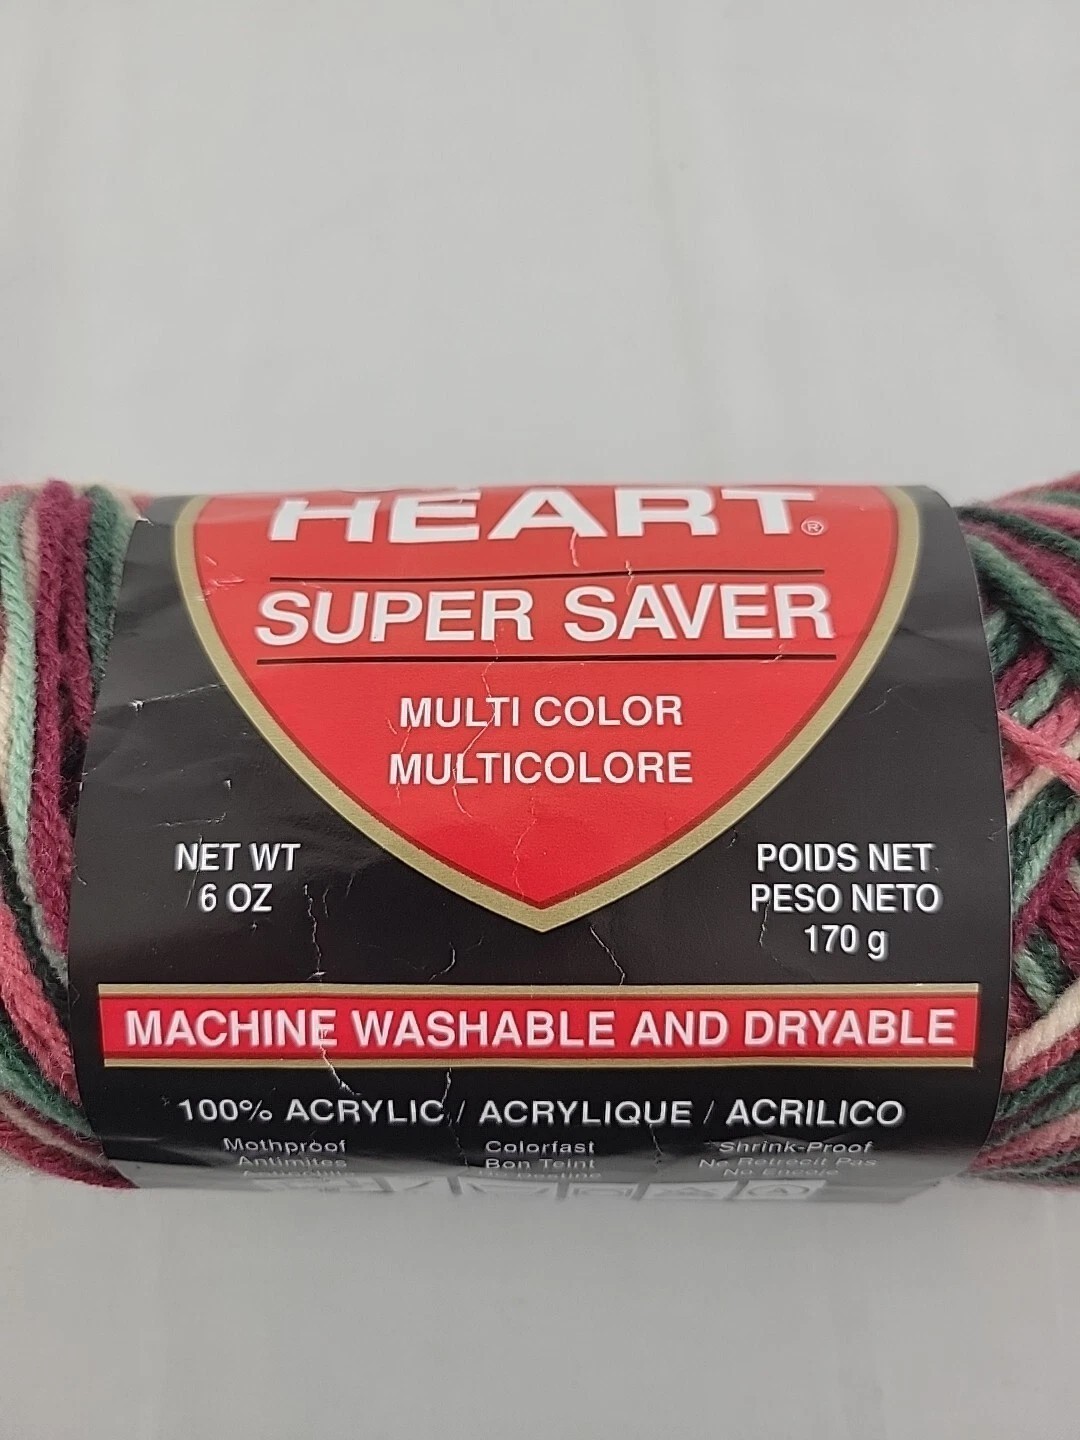 HEART®
SUPER SAVER
MULTI COLOR
MULTICOLORE
NET WT
6 OZ
POIDS NET
PESO NETO
170 g
MACHINE WASHABLE AND DRYABLE
100% ACRYLIC / ACRYLIQUE / ACRILICO
Mothproof Colorfast Shrink-Proof
Antimites Bon Teint Ne Retrecit Pas